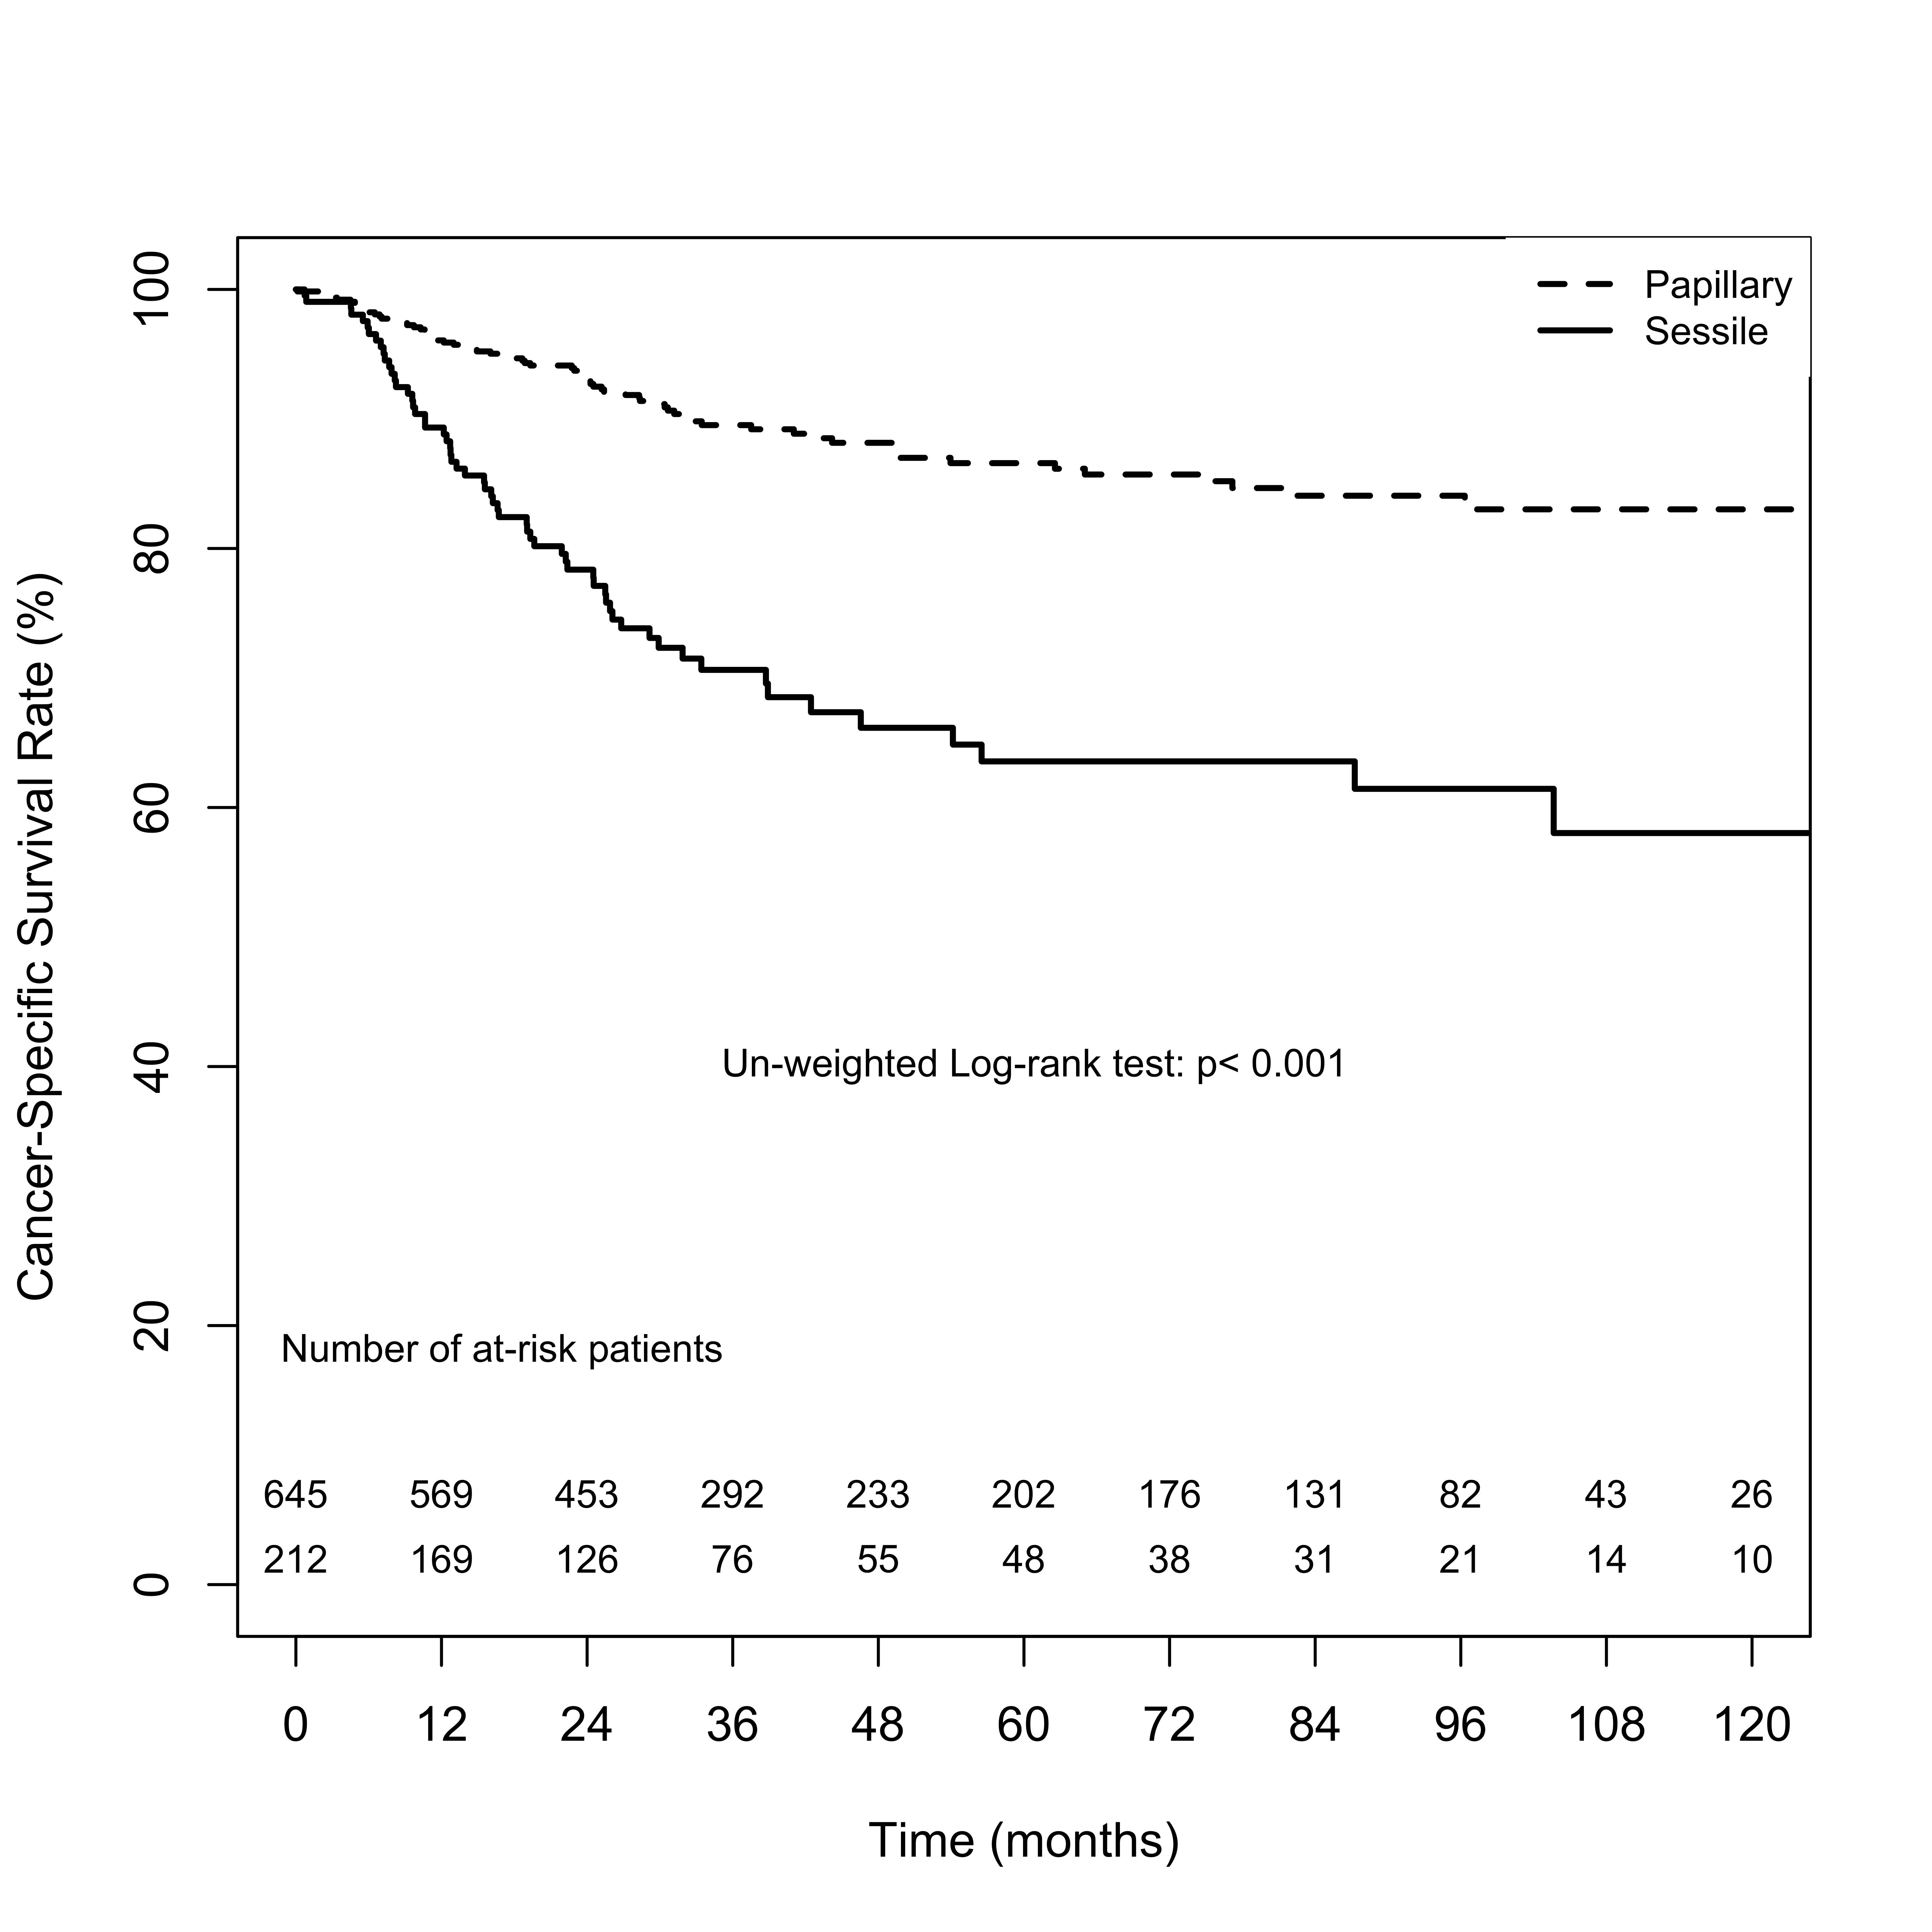 Papillary
Sessile
Cancer-Specific Survival Rate (%)
100
80
60
40
20
0
Un-weighted Log-rank test: p< 0.001
Number of at-risk patients
645 569 453 292 233 202 176 131 82 43 26
212 169 126 76 55 48 38 31 21 14 10
0 12 24 36 48 60 72 84 96 108 120
Time (months)